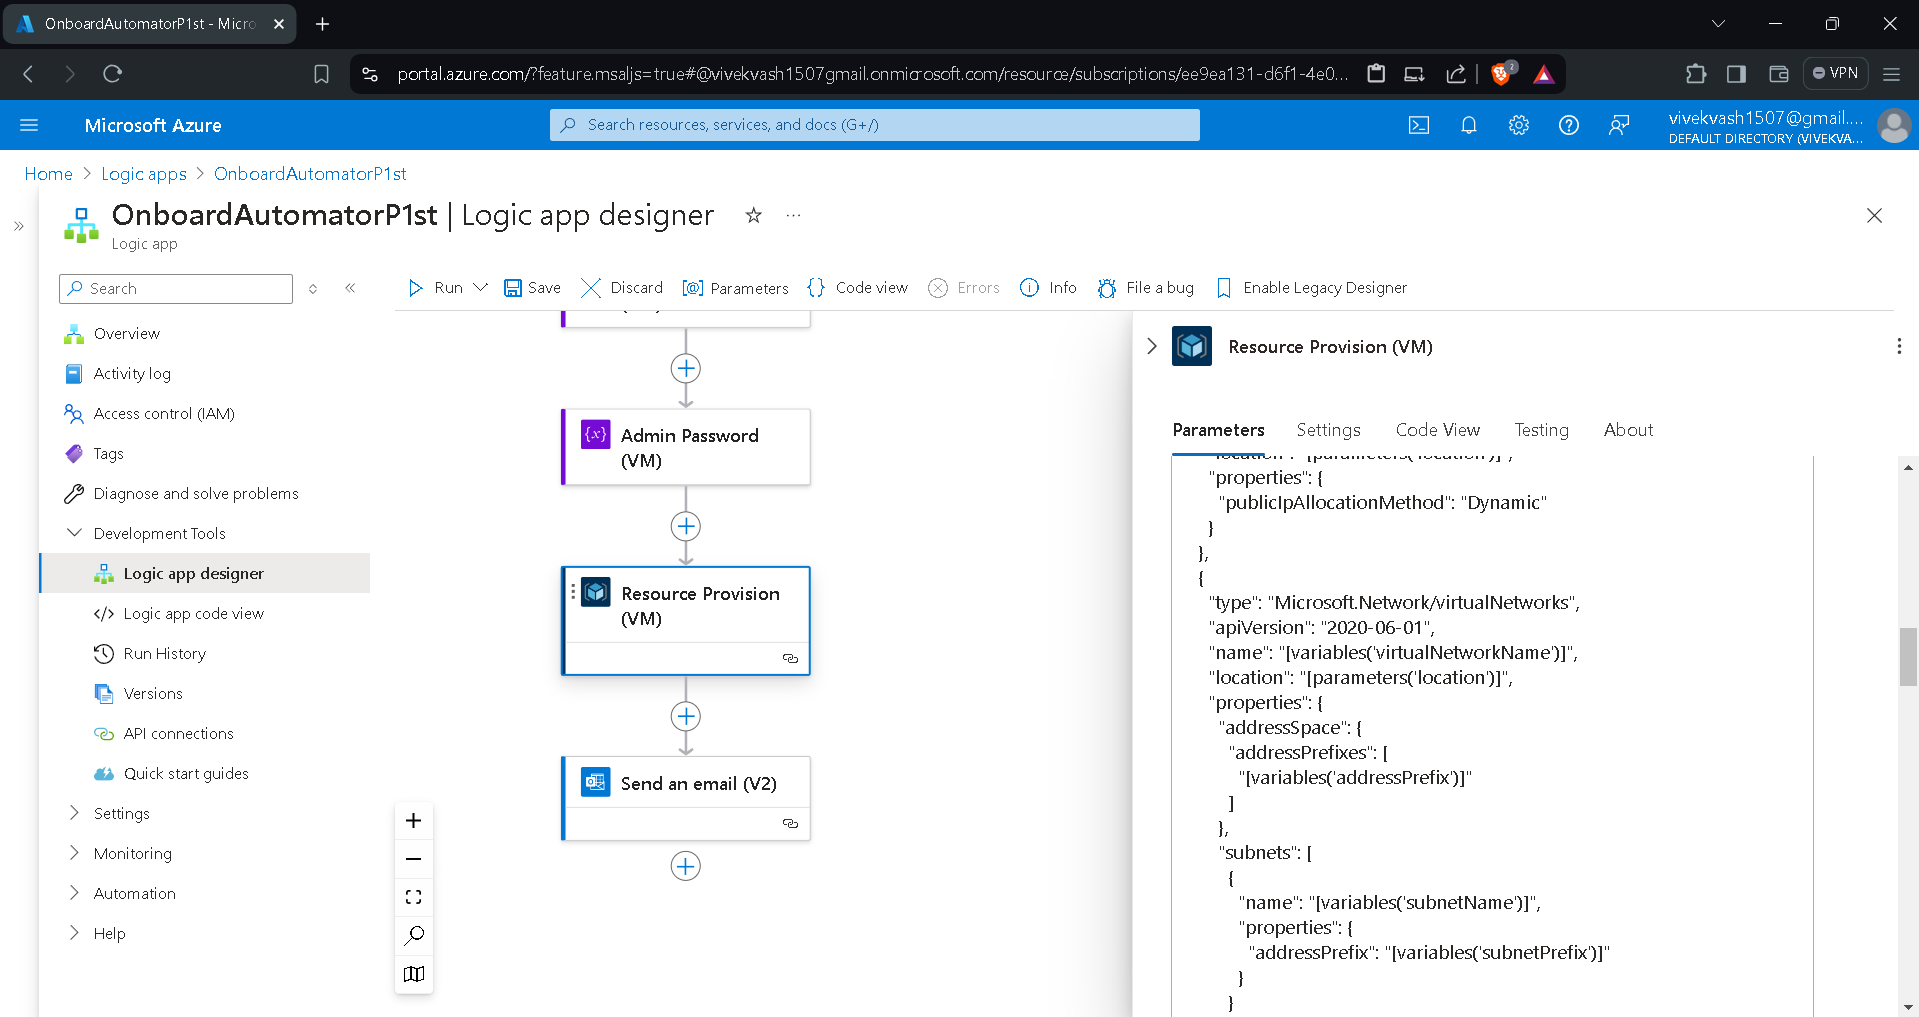 OnboardAutomatorP1st - Micro
portal.azure.com/?feature.msaljs=true#@vivekvash1507gmail.onmicrosoft.com/resource/subscriptions/ee9ea131-d6f1-4e0...
2
VPN
Microsoft Azure
Search resources, services, and docs (G+/)
vivekvash1507@gmail....
DEFAULT DIRECTORY (VIVEKVA...
Home > Logic apps > OnboardAutomatorP1st
OnboardAutomatorP1st | Logic app designer
Logic app
Search
Run
Save
Discard
Parameters
Code view
Errors
Info
File a bug
Enable Legacy Designer
Overview
Activity log
Access control (IAM)
Tags
Diagnose and solve problems
Development Tools
Logic app designer
Logic app code view
Run History
Versions
API connections
Quick start guides
Settings
Monitoring
Automation
Help
Admin Password
(VM)
Resource Provision
(VM)
Send an email (V2)
Resource Provision (VM)
Parameters
Settings
Code View
Testing
About
"location": "[parameters('location')]",
"properties": {
"publicIpAllocationMethod": "Dynamic"
}
},
{
"type": "Microsoft.Network/virtualNetworks",
"apiVersion": "2020-06-01",
"name": "[variables('virtualNetworkName')]",
"location": "[parameters('location')]",
"properties": {
"addressSpace": {
"addressPrefixes": [
"[variables('addressPrefix')]"
]
},
"subnets": [
{
"name": "[variables('subnetName')]",
"properties": {
"addressPrefix": "[variables('subnetPrefix')]"
}
}